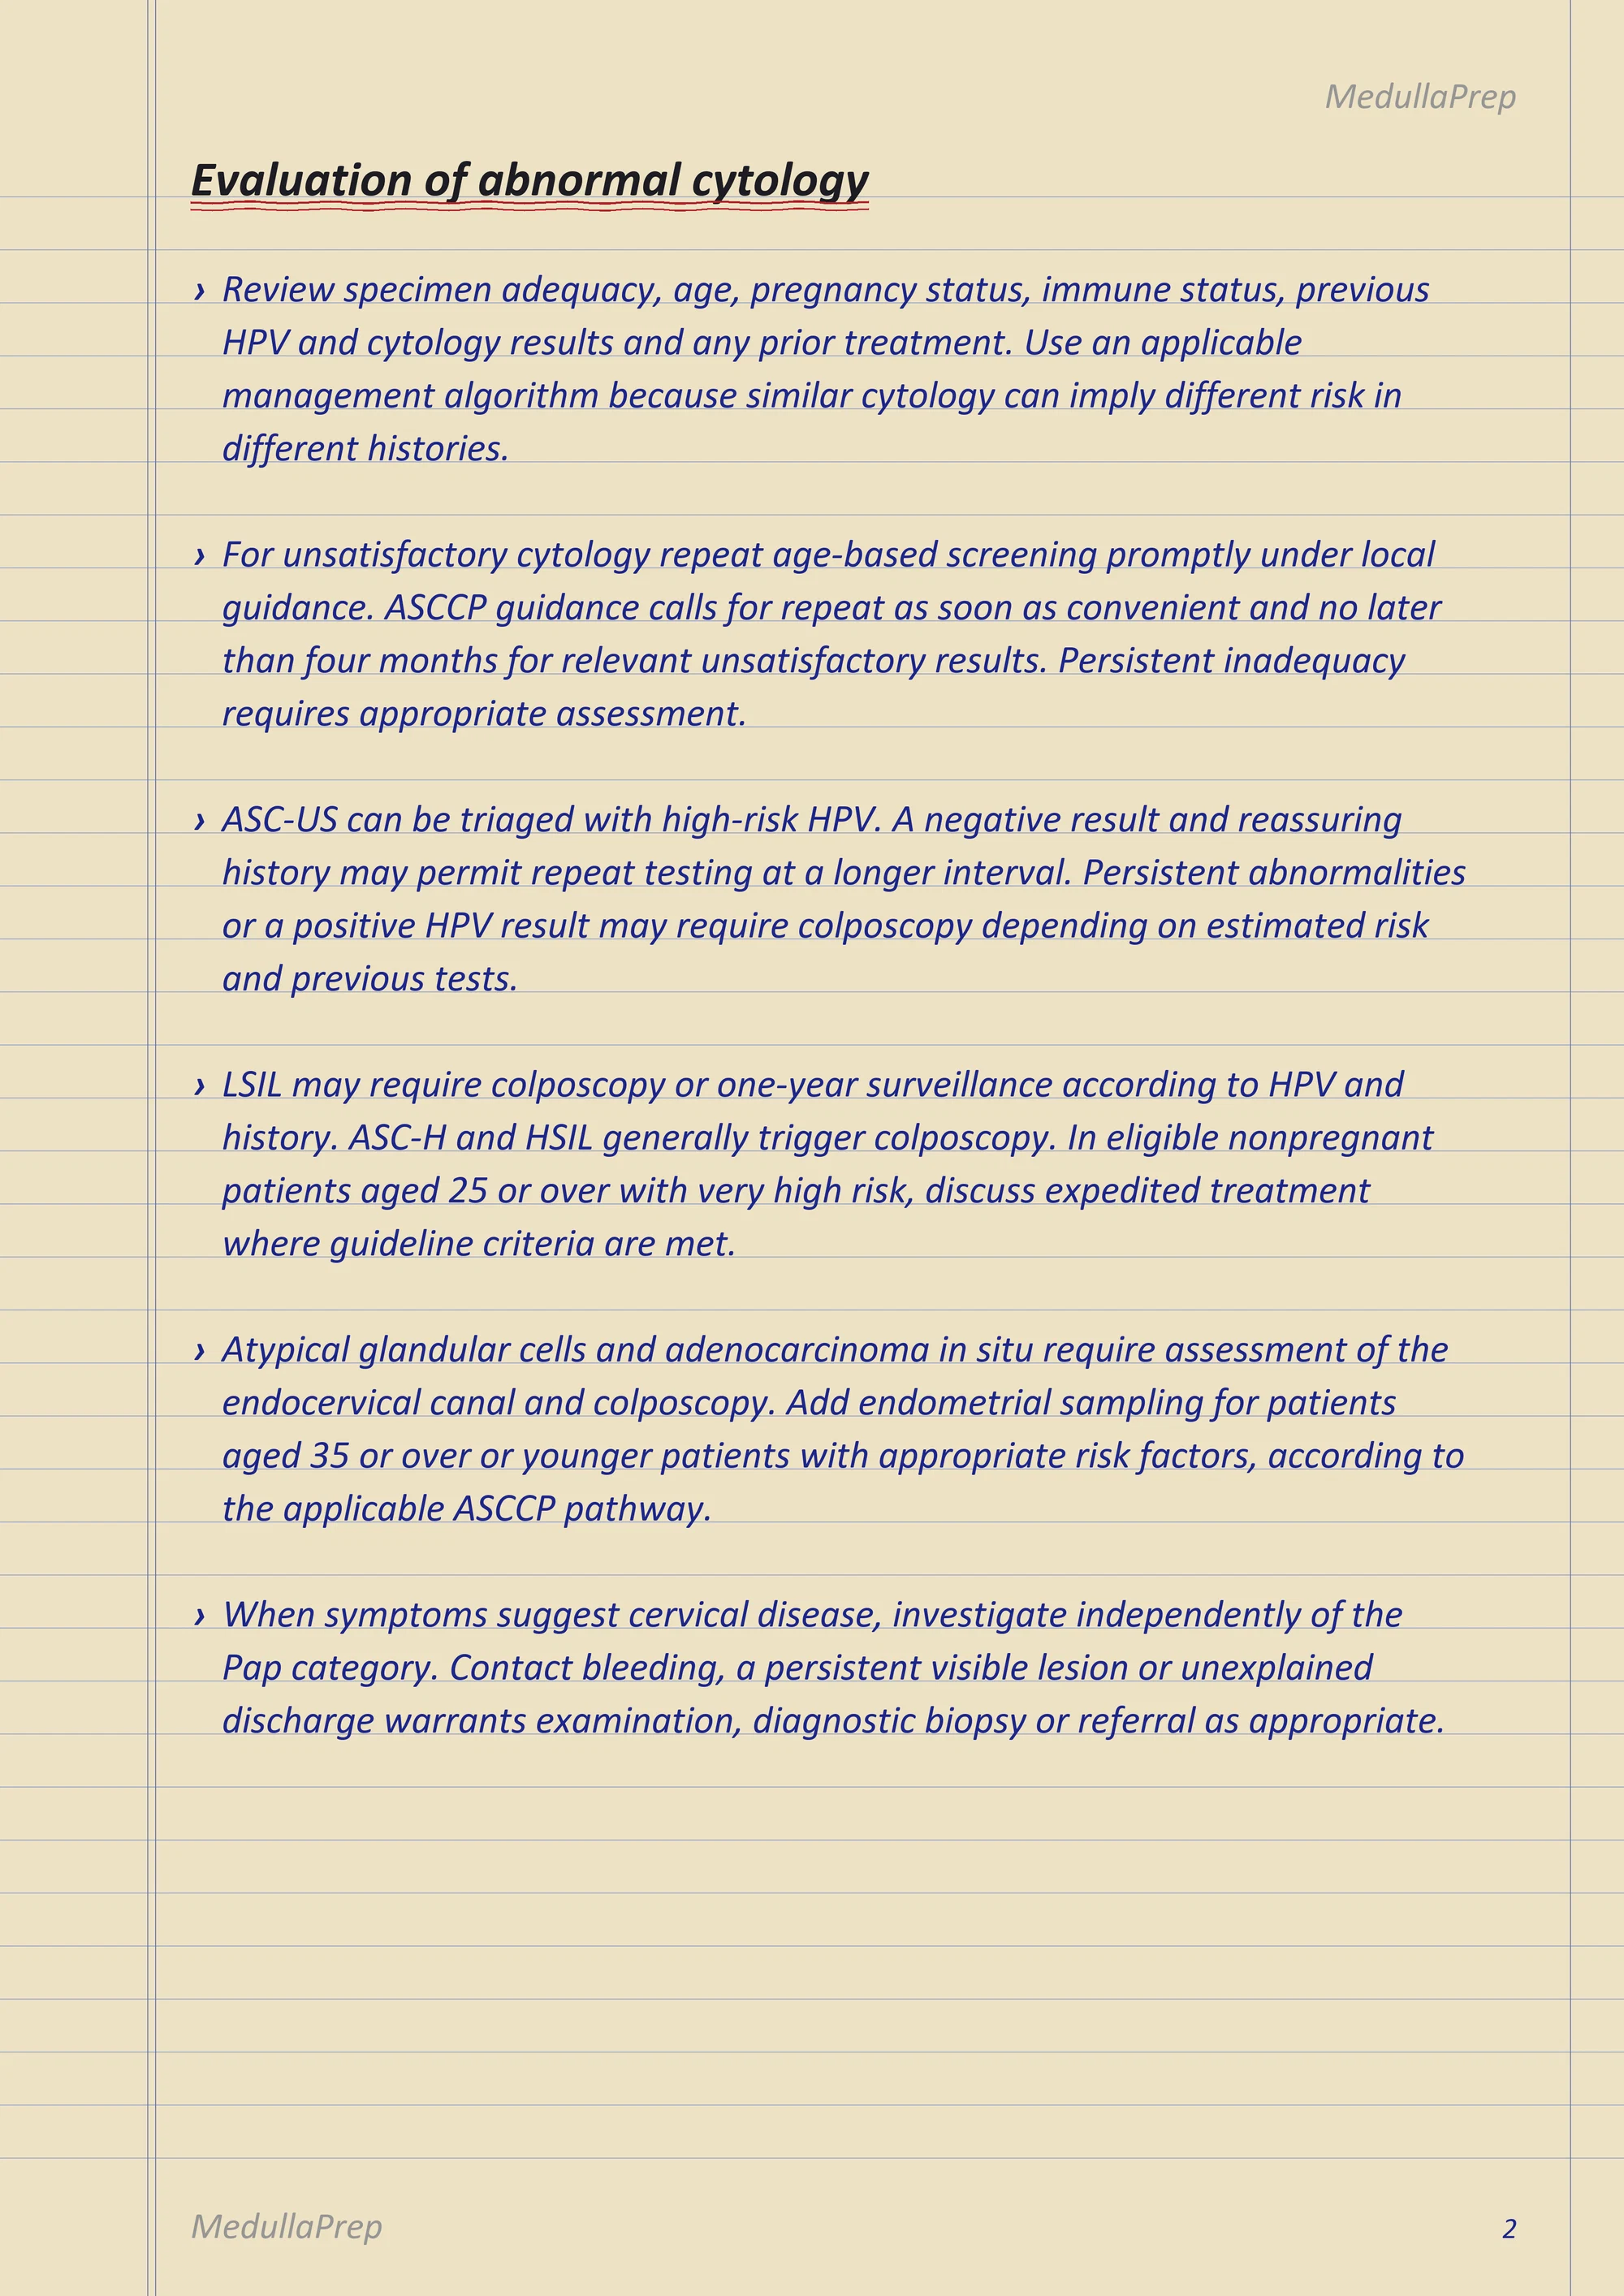 MedullaPrep
Evaluation of abnormal cytology
› Review specimen adequacy, age, pregnancy status, immune status, previous
HPV and cytology results and any prior treatment. Use an applicable
management algorithm because similar cytology can imply different risk in
different histories.
› For unsatisfactory cytology repeat age-based screening promptly under local
guidance. ASCCP guidance calls for repeat as soon as convenient and no later
than four months for relevant unsatisfactory results. Persistent inadequacy
requires appropriate assessment.
› ASC-US can be triaged with high-risk HPV. A negative result and reassuring
history may permit repeat testing at a longer interval. Persistent abnormalities
or a positive HPV result may require colposcopy depending on estimated risk
and previous tests.
› LSIL may require colposcopy or one-year surveillance according to HPV and
history. ASC-H and HSIL generally trigger colposcopy. In eligible nonpregnant
patients aged 25 or over with very high risk, discuss expedited treatment
where guideline criteria are met.
› Atypical glandular cells and adenocarcinoma in situ require assessment of the
endocervical canal and colposcopy. Add endometrial sampling for patients
aged 35 or over or younger patients with appropriate risk factors, according to
the applicable ASCCP pathway.
› When symptoms suggest cervical disease, investigate independently of the
Pap category. Contact bleeding, a persistent visible lesion or unexplained
discharge warrants examination, diagnostic biopsy or referral as appropriate.
MedullaPrep
2